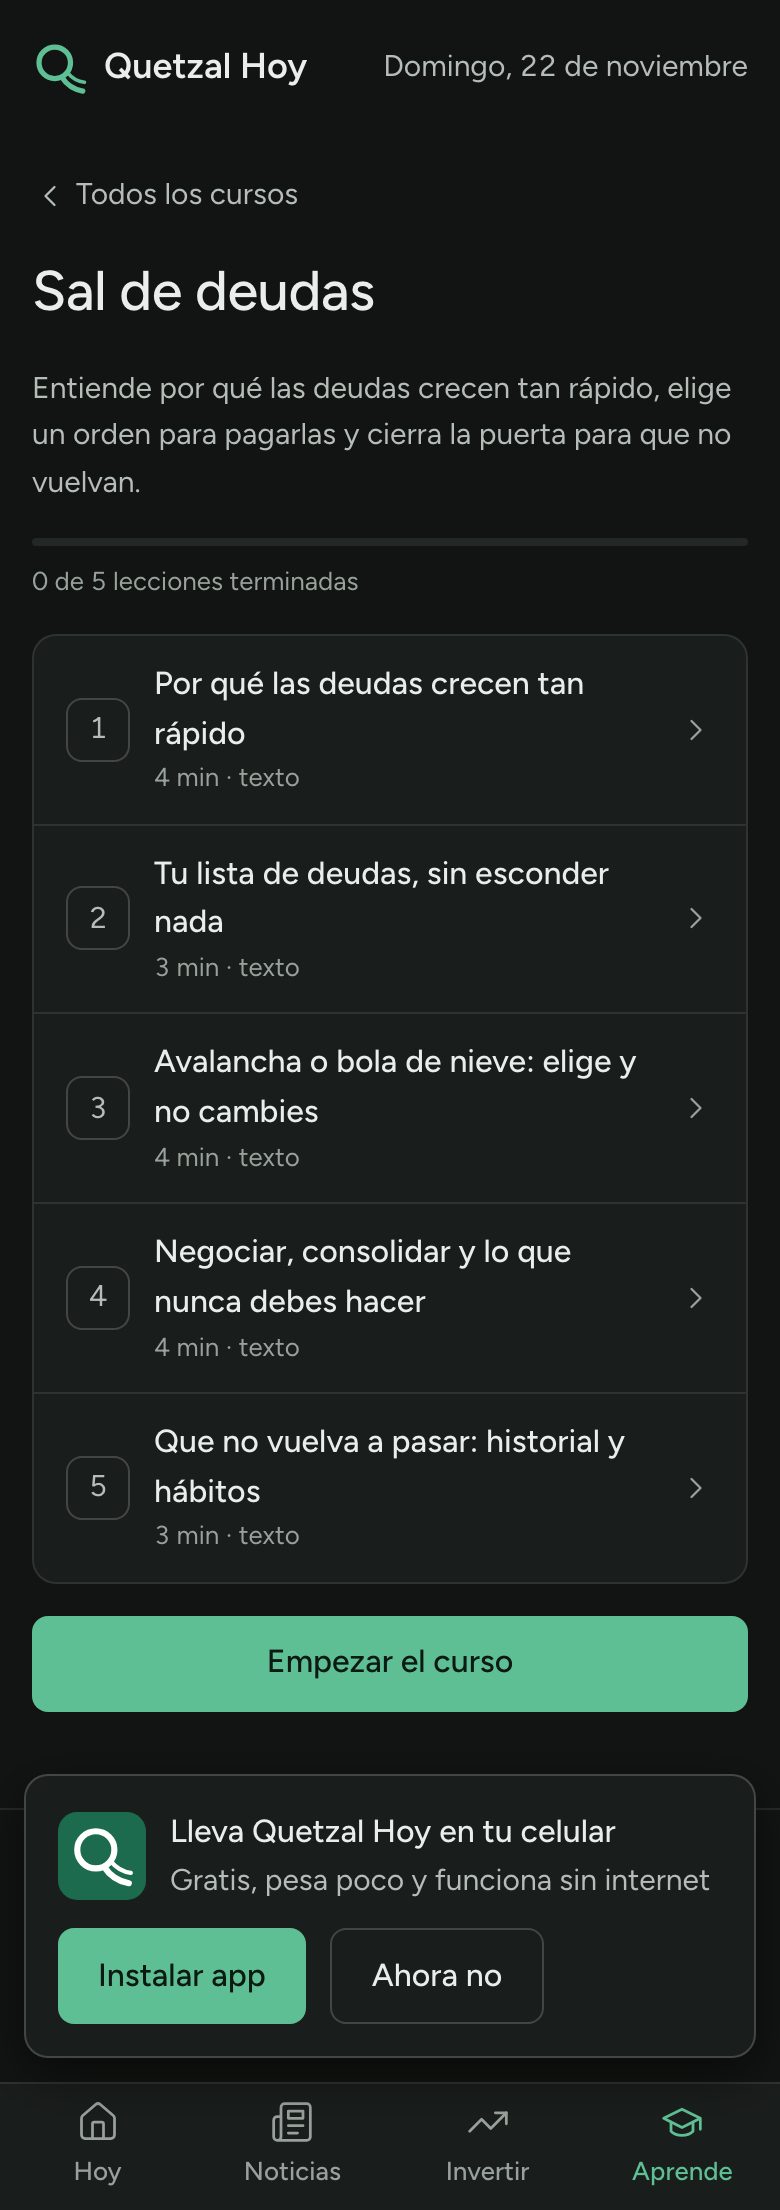 Quetzal Hoy
Domingo, 22 de noviembre
Todos los cursos
Sal de deudas
Entiende por qué las deudas crecen tan rápido, elige
un orden para pagarlas y cierra la puerta para que no
vuelvan.
0 de 5 lecciones terminadas
1
Por qué las deudas crecen tan
rápido
4 min · texto
2
Tu lista de deudas, sin esconder
nada
3 min · texto
3
Avalancha o bola de nieve: elige y
no cambies
4 min · texto
4
Negociar, consolidar y lo que
nunca debes hacer
4 min · texto
5
Que no vuelva a pasar: historial y
hábitos
3 min · texto
Empezar el curso
Lleva Quetzal Hoy en tu celular
Gratis, pesa poco y funciona sin internet
Instalar app
Ahora no
Hoy
Noticias
Invertir
Aprende